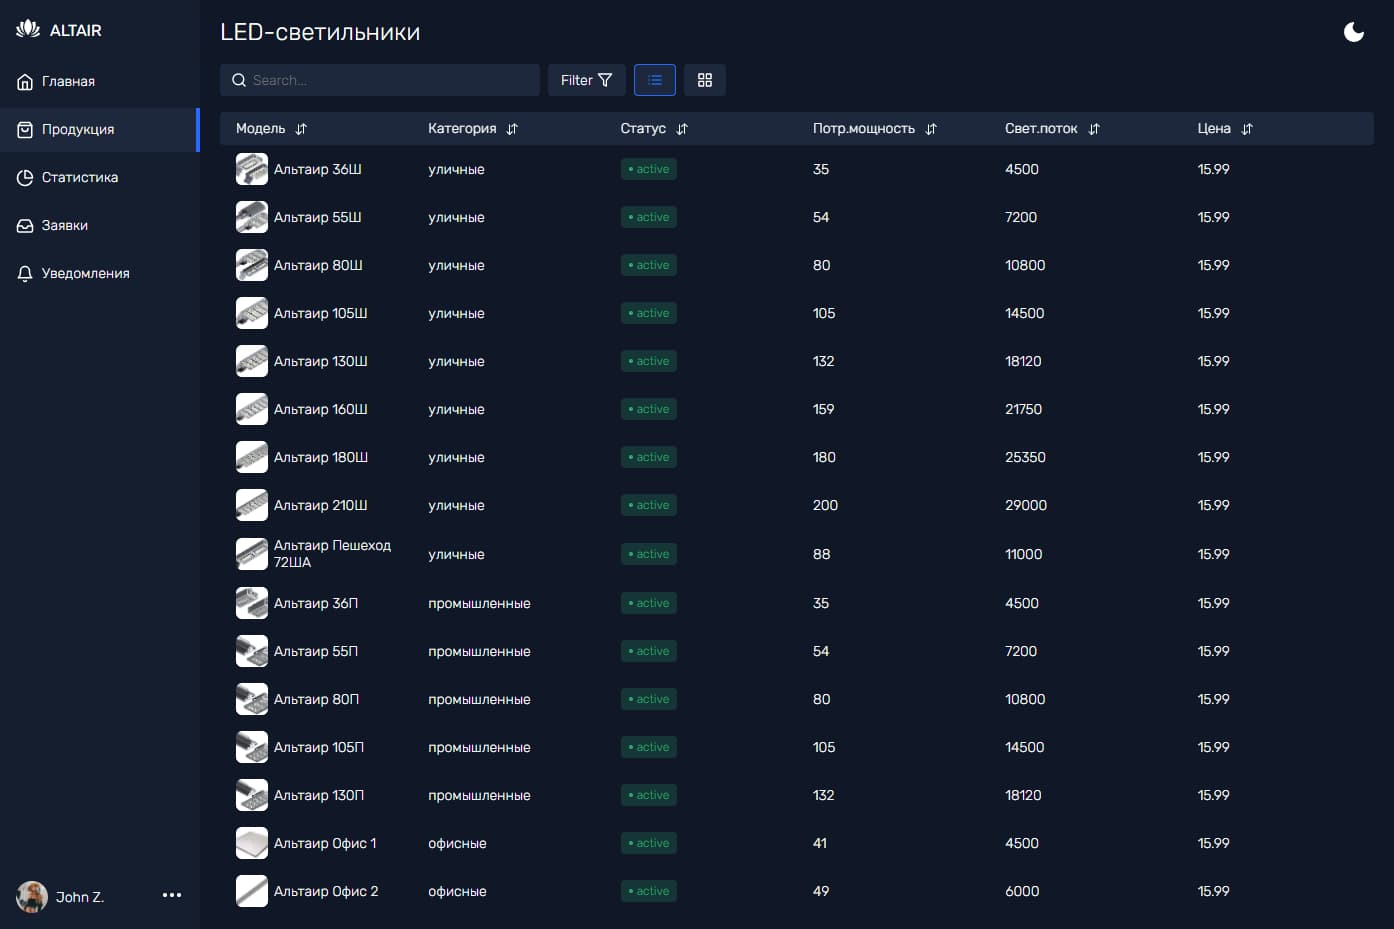 ALTAIR
LED-светильники
Главная
Продукция
Статистика
Заявки
Уведомления
Search...
Filter
Модель Категория Статус Потр.мощность Свет.поток Цена
Альтаир 36Ш уличные active 35 4500 15.99
Альтаир 55Ш уличные active 54 7200 15.99
Альтаир 80Ш уличные active 80 10800 15.99
Альтаир 105Ш уличные active 105 14500 15.99
Альтаир 130Ш уличные active 132 18120 15.99
Альтаир 160Ш уличные active 159 21750 15.99
Альтаир 180Ш уличные active 180 25350 15.99
Альтаир 210Ш уличные active 200 29000 15.99
Альтаир Пешеход
72ША уличные active 88 11000 15.99
Альтаир 36П промышленные active 35 4500 15.99
Альтаир 55П промышленные active 54 7200 15.99
Альтаир 80П промышленные active 80 10800 15.99
Альтаир 105П промышленные active 105 14500 15.99
Альтаир 130П промышленные active 132 18120 15.99
Альтаир Офис 1 офисные active 41 4500 15.99
Альтаир Офис 2 офисные active 49 6000 15.99
John Z.